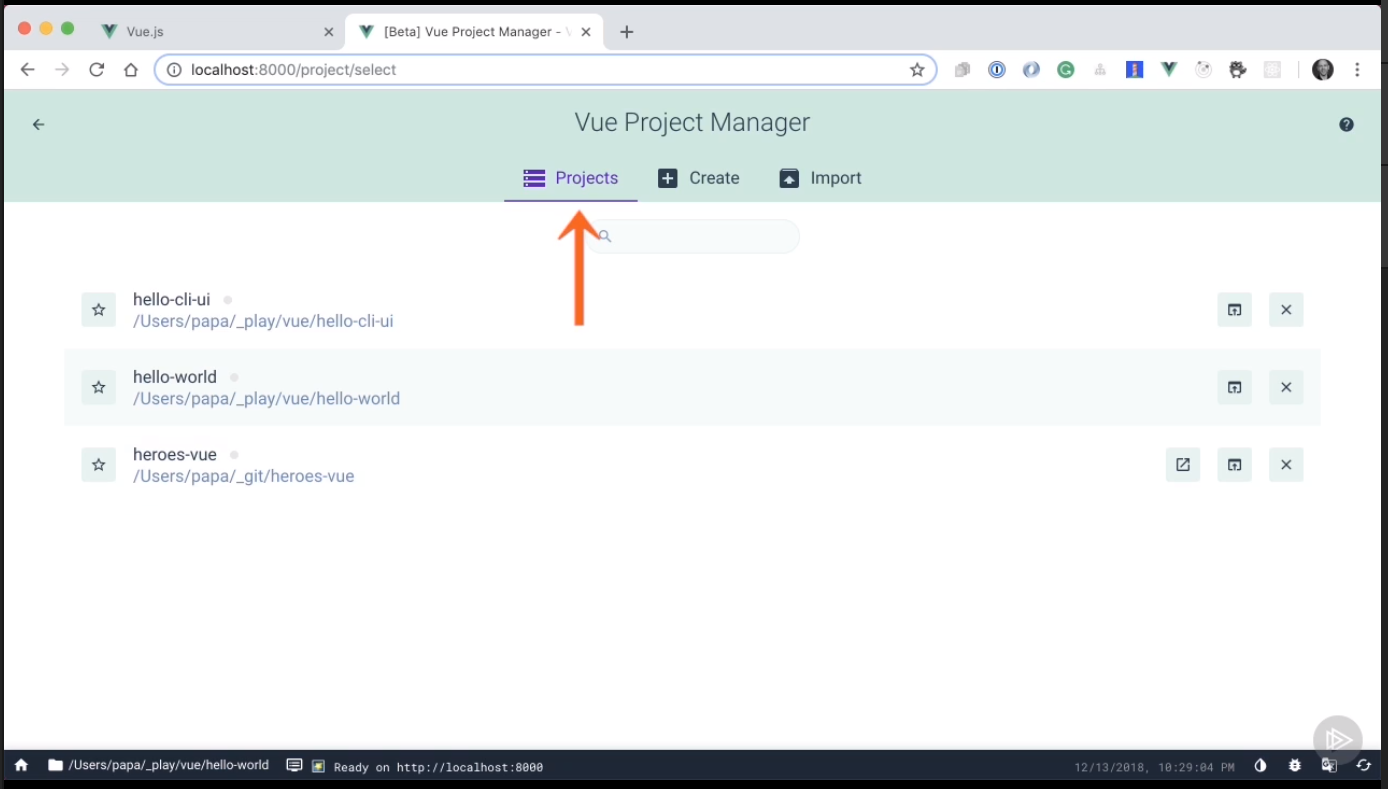 Vue.js
[Beta] Vue Project Manager -
localhost:8000/project/select
Vue Project Manager
Projects
Create
Import
hello-cli-ui
/Users/papa/_play/vue/hello-cli-ui
hello-world
/Users/papa/_play/vue/hello-world
heroes-vue
/Users/papa/_git/heroes-vue
/Users/papa/_play/vue/hello-world
Ready on http://localhost:8000
12/13/2018, 10:29:04 PM